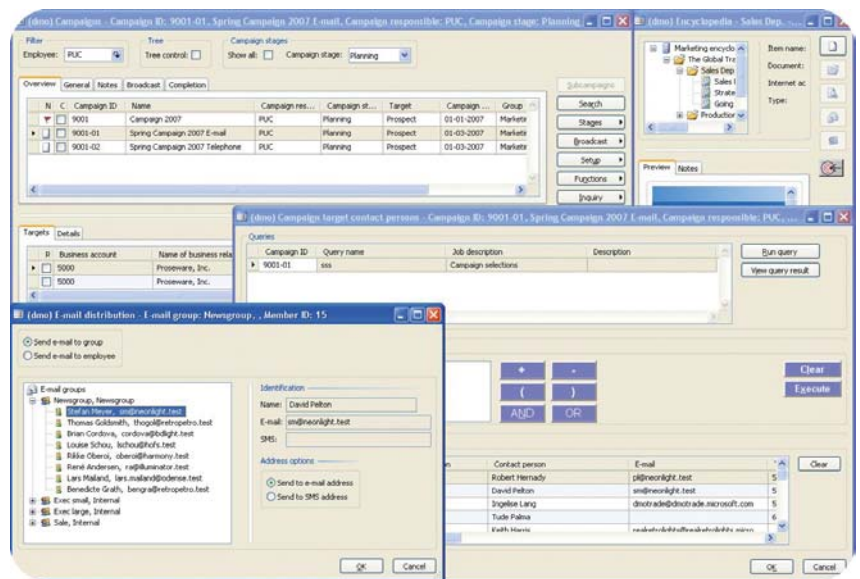 (dmo) Campaign - Campaign ID: 9001-01, Spring Campaign 2007 E-mail, Campaign responsible: PUC, Campaign stage: Planning
(dmo) Encyclopedia - Sales Dep. -...
Filter
Tree
Campaign stages
Employee: PUC
Tree control:
Show all:
Campaign stage: Planning
Overview General Notes Broadcast Completion
Subcampaigns
N C Campaign ID Name Campaign res... Campaign st... Target Campaign ... Group
9001 Campaign 2007 PUC Planning Prospect 01-01-2007 Marketin
9001-01 Spring Campaign 2007 E-mail PUC Planning Prospect 01-03-2007 Marketin
9001-02 Spring Campaign 2007 Telephone PUC Planning Prospect 01-03-2007 Marketin
Search
Stages
Broadcast
Setup
Functions
Inquiry
Marketing encyclo
The Global Tra
Sales Dep
Sales
Strate
Going
Production
Item name:
Document:
Internet ac
Type:
Preview Notes
Targets Details
Business account Name of business rela
5000 Proseware, Inc.
5000 Proseware, Inc.
(dmo) Campaign target contact person - Campaign ID: 9001-01, Spring Campaign 2007 E-mail, Campaign responsible: PUC, ...
Queries
Campaign ID Query name Job description Description
9001-01 sss Campaign selections
Run query
View query result
+ -
( )
AND OR
Clear
Execute
Contact person E-mail
Robert Hernady pl@neonlight.test 5
David Pelton sm@neonlight.test 5
Ingelise Lang dmotrade@dmotrade.microsoft.com 5
Tude Palma 6
Keith Harris
Clear
OK Cancel
(dmo) E-mail distribution - E-mail group: Newsgroup, , Member ID: 15
Send e-mail to group
Send e-mail to employee
E-mail groups
Newsgroup, Newsgroup
Stefan Meyer, sm@neonlight.test
Thomas Goldsmith, thogol@retropetro.test
Brian Cordova, cordova@bdlight.test
Louise Schou, lschou@hofs.test
Rikke Oberoi, oberoi@harmony.test
René Andersen, ra@illuminator.test
Lars Mailand, lars.mailand@odense.test
Benedicte Grath, bengra@retropetro.test
Exec small, Internal
Exec large, Internal
Sale, Internal
Identification
Name: David Pelton
E-mail: sm@neonlight.test
SMS:
Address options
Send to e-mail address
Send to SMS address
OK Cancel